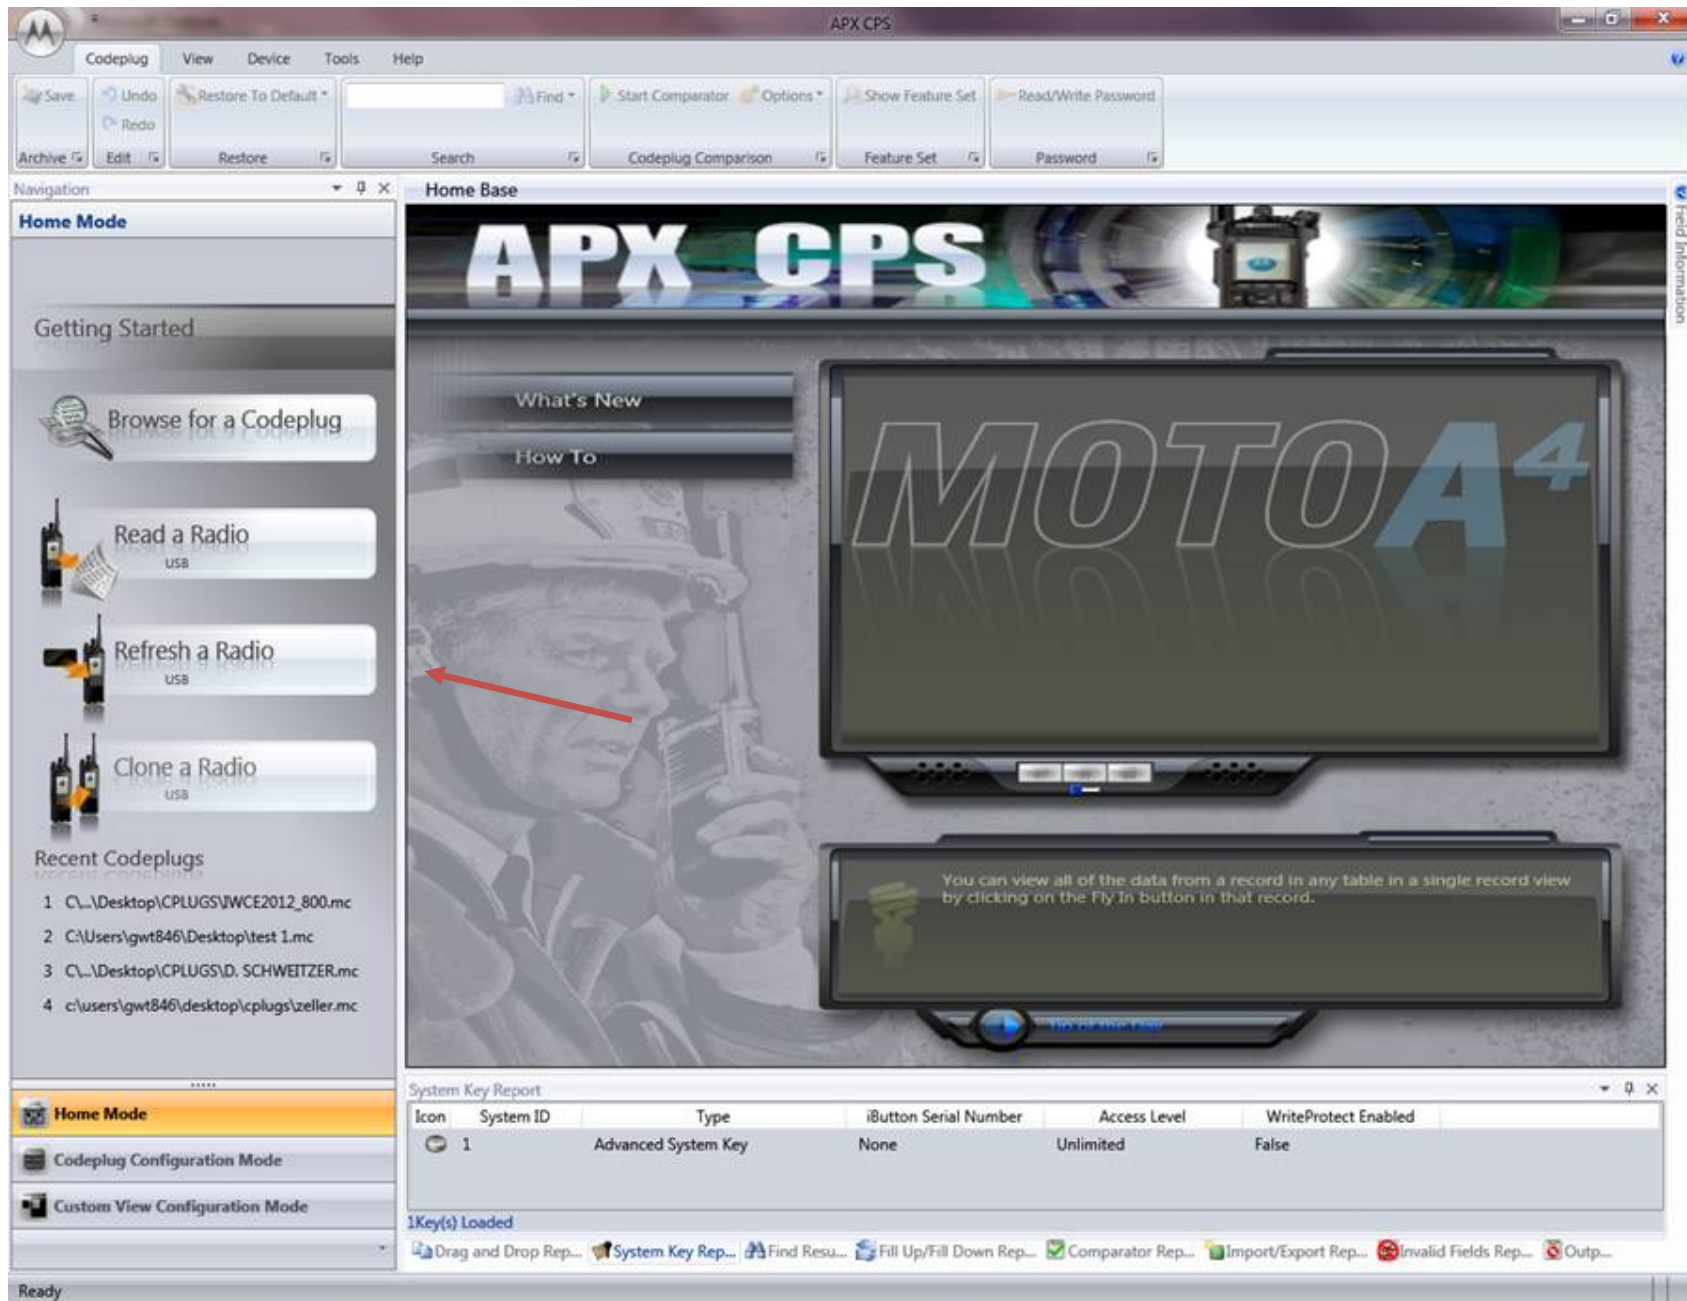 APX CPS
Codeplug View Device Tools Help
Save Undo Restore To Default Find Start Comparator Options Show Feature Set Read/Write Password
Redo
Archive Edit Restore Search Codeplug Comparison Feature Set Password
Navigation
Home Mode
Getting Started
Browse for a Codeplug
Read a Radio
USB
Refresh a Radio
USB
Clone a Radio
USB
Recent Codeplugs
1 C\...\Desktop\CPLUGS\IWCE2012_800.mc
2 C:\Users\gwt846\Desktop\test 1.mc
3 C\...\Desktop\CPLUGS\D. SCHWEITZER.mc
4 c:\users\gwt846\desktop\cplugs\zeller.mc
Home Mode
Codeplug Configuration Mode
Custom View Configuration Mode
Home Base
APX CPS
What's New
How To
MOTOA4
You can view all of the data from a record in any table in a single record view
by clicking on the Fly In button in that record.
Tip of the Day
Field Information
System Key Report
Icon System ID Type iButton Serial Number Access Level WriteProtect Enabled
1 Advanced System Key None Unlimited False
1Key(s) Loaded
Drag and Drop Rep... System Key Rep... Find Resu... Fill Up/Fill Down Rep... Comparator Rep... Import/Export Rep... Invalid Fields Rep... Outp...
Ready